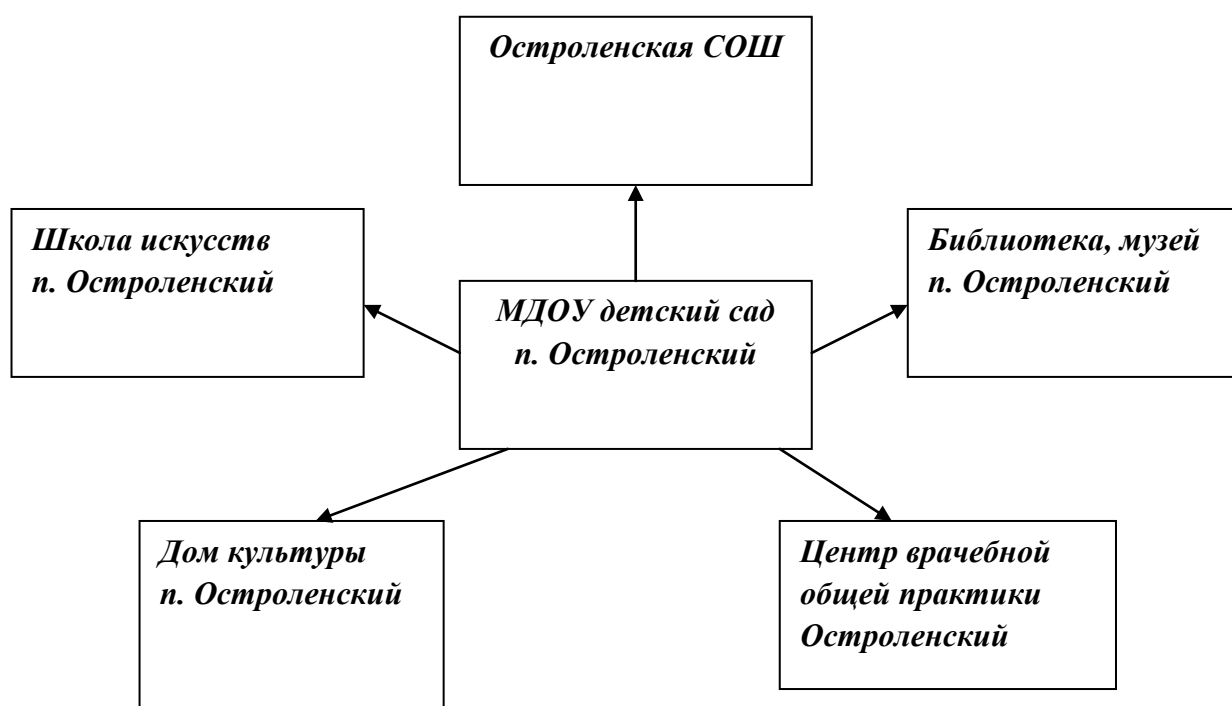 Остроленская СОШ
Школа искусств
п. Остроленский
Библиотека, музей
п. Остроленский
МДОУ детский сад
п. Остроленский
Дом культуры
п. Остроленский
Центр врачебной
общей практики
Остроленский